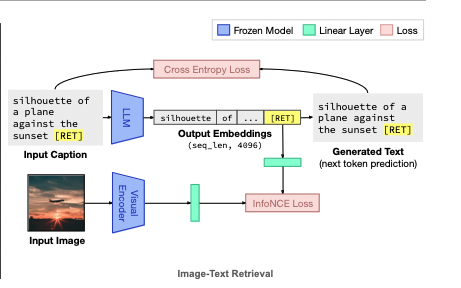 Frozen Model Linear Layer Loss
Cross Entropy Loss
silhouette of
a plane
against the
sunset [RET]
Input Caption
LLM
silhouette of ... [RET]
Output Embeddings
(seq_len, 4096)
silhouette of a
plane against
the sunset [RET]
Generated Text
(next token prediction)
Visual
Encoder
InfoNCE Loss
Input Image
Image-Text Retrieval